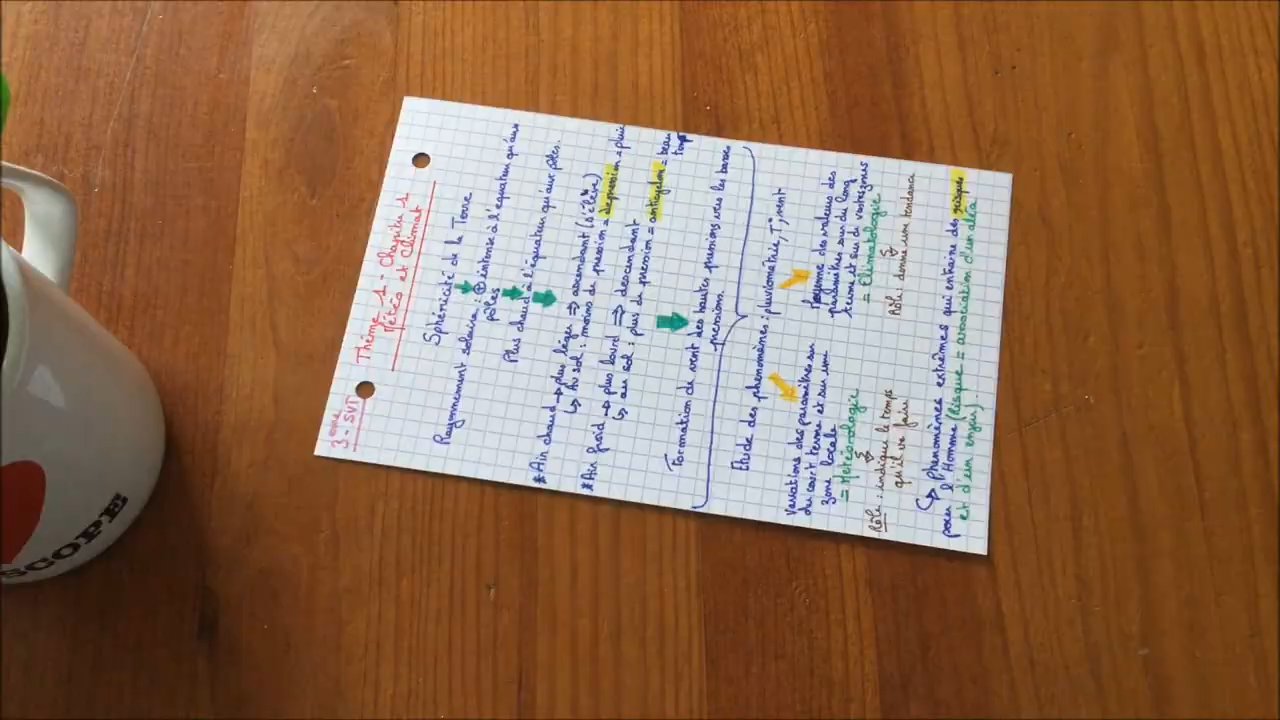 3ème - SVT
Thème 1 - Chapitre 1
Météo et Climat
Sphéricité de la Terre
Rayonnement solaire : ⊕ intense à l'équateur qu'aux
pôles
Plus chaud à l'équateur qu'aux pôles.
* Air chaud → plus léger ⇒ ascendant (s'élève)
↳ Au sol : moins de pression = dépression = pluie
* Air froid → plus lourd ⇒ descendant
↳ au sol : plus de pression = anticyclone = beau
temps
Formation de vent des hautes pressions vers les basses
pressions.
Etude des phénomènes : pluviométrie, T°, vent
Variations des paramètres sur
du court terme et sur une
zone locale
= Météorologie
Rôle : indique le temps
qu'il va faire
Moyenne des valeurs des
paramètres sur du long
terme et sur de vastes zones
= Climatologie
Rôle : donne une tendance
↳ Phénomènes extrêmes qui entraîne des risques
pour l'Homme (Risque = association d'un aléa
et d'un enjeu).
SCOPE